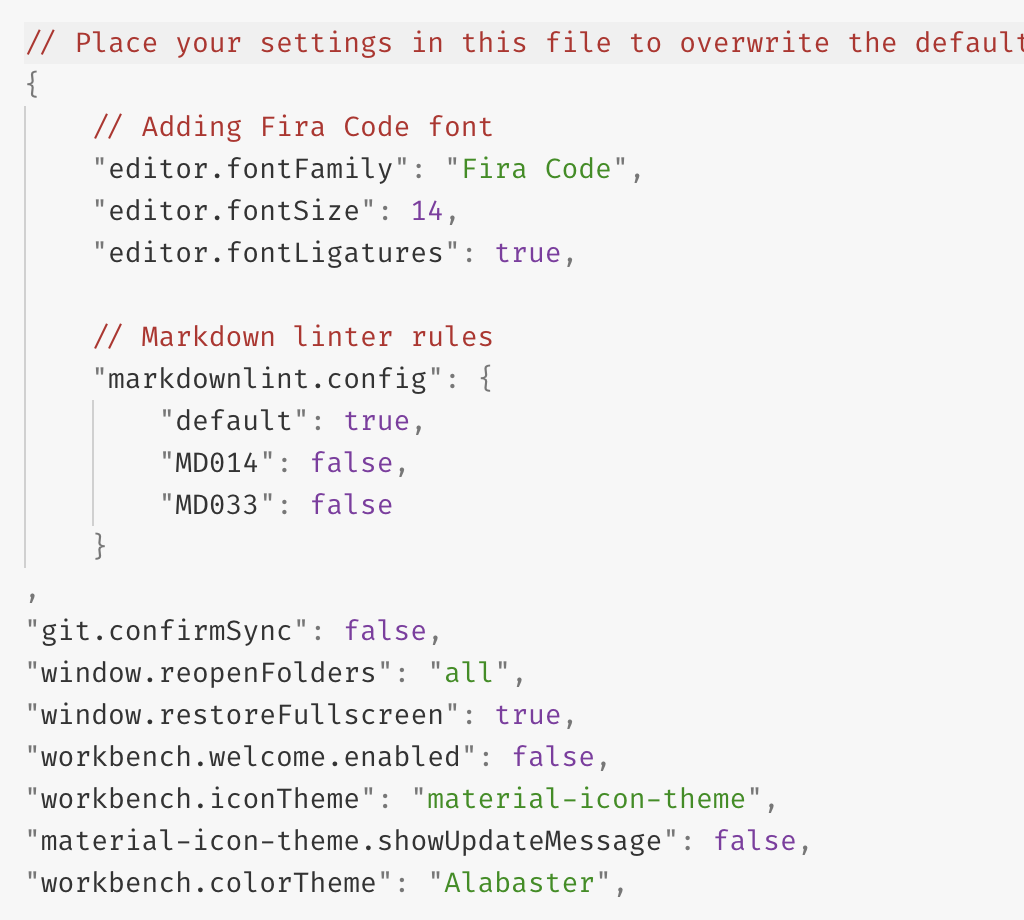 // Place your settings in this file to overwrite the default
{
    // Adding Fira Code font
    "editor.fontFamily": "Fira Code",
    "editor.fontSize": 14,
    "editor.fontLigatures": true,

    // Markdown linter rules
    "markdownlint.config": {
        "default": true,
        "MD014": false,
        "MD033": false
    }
,
"git.confirmSync": false,
"window.reopenFolders": "all",
"window.restoreFullscreen": true,
"workbench.welcome.enabled": false,
"workbench.iconTheme": "material-icon-theme",
"material-icon-theme.showUpdateMessage": false,
"workbench.colorTheme": "Alabaster",